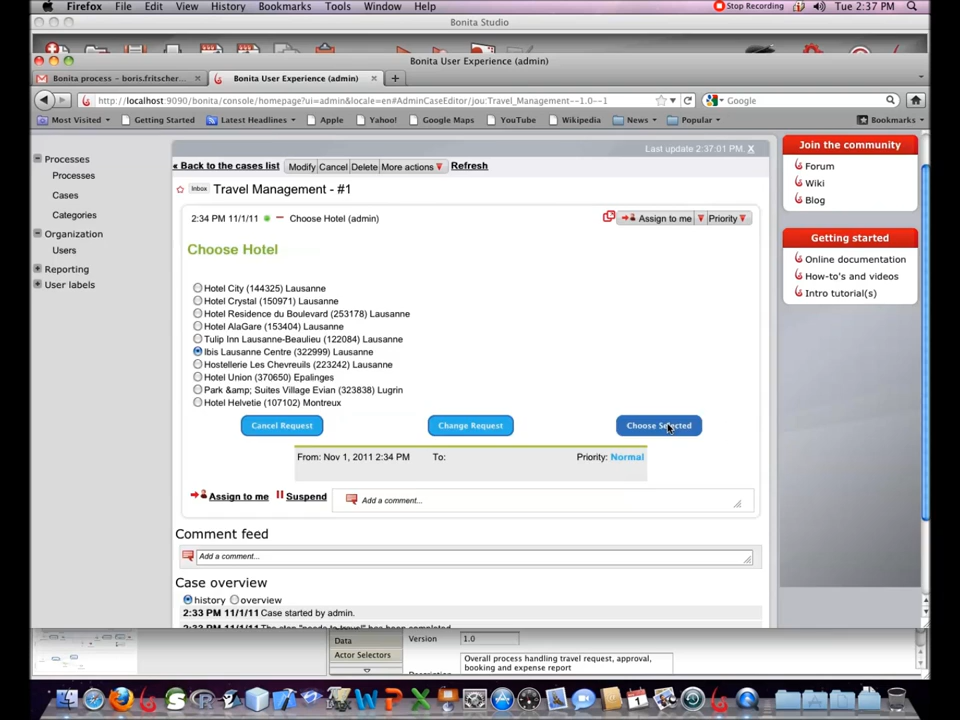 Firefox File Edit View History Bookmarks Tools Window Help Stop Recording Tue 2:37 PM
Bonita Studio
Bonita User Experience (admin)
Bonita process - boris.fritscher... Bonita User Experience (admin)
http://localhost:9090/bonita/console/homepage?ui=admin&locale=en#AdminCaseEditor/jou:Travel_Management--1.0--1 Google
Most Visited Getting Started Latest Headlines Apple Yahoo! Google Maps YouTube Wikipedia News Popular Bookmarks
Last update 2:37:01 PM. X
Join the community
Processes
« Back to the cases list Modify Cancel Delete More actions Refresh
Forum
Processes
Wiki
Inbox Travel Management - #1
Cases
Blog
Categories
2:34 PM 11/1/11 Choose Hotel (admin) Assign to me Priority
Organization
Getting started
Users
Choose Hotel
Online documentation
Reporting
How-to's and videos
User labels
Intro tutorial(s)
Hotel City (144325) Lausanne
Hotel Crystal (150971) Lausanne
Hotel Residence du Boulevard (253178) Lausanne
Hotel AlaGare (153404) Lausanne
Tulip Inn Lausanne-Beaulieu (122084) Lausanne
Ibis Lausanne Centre (322999) Lausanne
Hostellerie Les Chevreuils (223242) Lausanne
Hotel Union (370650) Epalinges
Park &amp; Suites Village Evian (323838) Lugrin
Hotel Helvetie (107102) Montreux
Cancel Request Change Request Choose Selected
From: Nov 1, 2011 2:34 PM To: Priority: Normal
Assign to me Suspend Add a comment...
Comment feed
Add a comment...
Case overview
history overview
2:33 PM 11/1/11 Case started by admin.
Data Version 1.0
Actor Selectors
Overall process handling travel request, approval,
booking and expense report